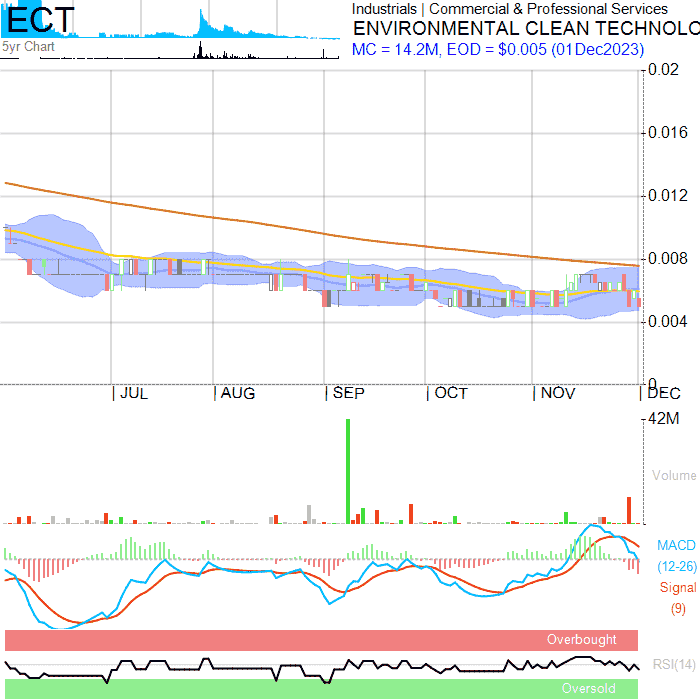 ECT
5yr Chart
Industrials | Commercial & Professional Services
ENVIRONMENTAL CLEAN TECHNOLO
MC = 14.2M, EOD = $0.005 (01Dec2023)
0.02
0.016
0.012
0.008
0.004
0
JUL AUG SEP OCT NOV DEC
42M
Volume
MACD
(12-26)
Signal
(9)
Overbought
RSI(14)
Oversold